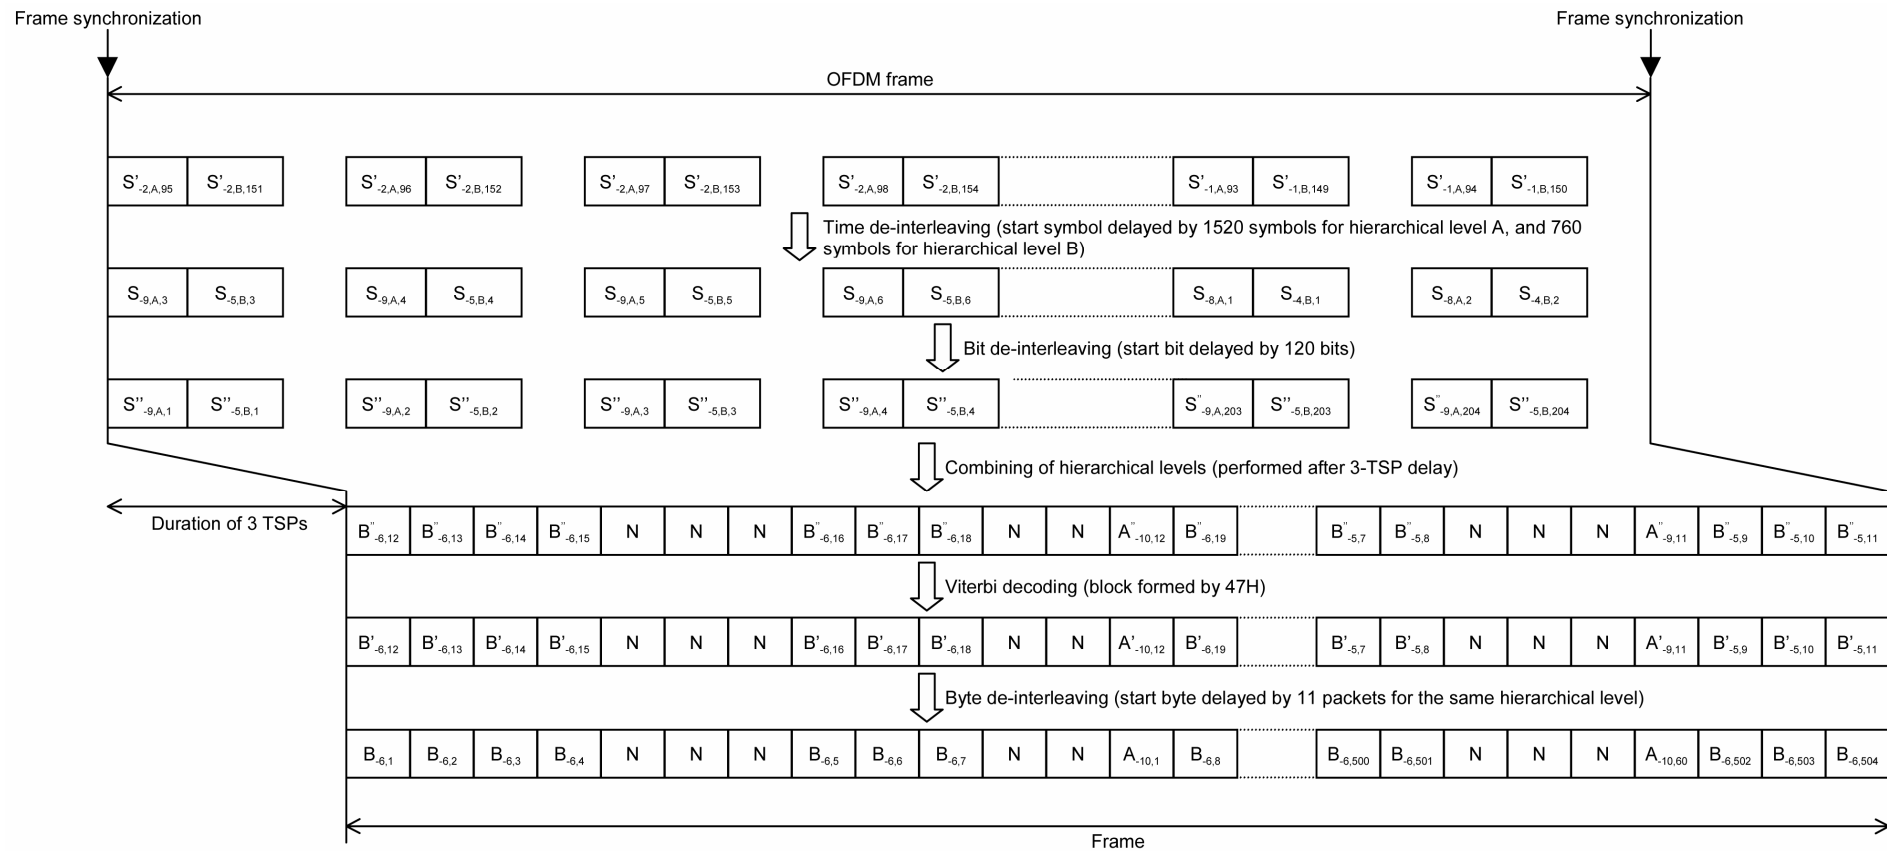 Frame synchronization Frame synchronization
OFDM frame
S’-2,A,95 S’-2,B,151 S’-2,A,96 S’-2,B,152 S’-2,A,97 S’-2,B,153 S’-2,A,98 S’-2,B,154 S’-1,A,93 S’-1,B,149 S’-1,A,94 S’-1,B,150
Time de-interleaving (start symbol delayed by 1520 symbols for hierarchical level A, and 760
symbols for hierarchical level B)
S-9,A,3 S-5,B,3 S-9,A,4 S-5,B,4 S-9,A,5 S-5,B,5 S-9,A,6 S-5,B,6 S-8,A,1 S-4,B,1 S-8,A,2 S-4,B,2
Bit de-interleaving (start bit delayed by 120 bits)
S’’-9,A,1 S’’-5,B,1 S’’-9,A,2 S’’-5,B,2 S’’-9,A,3 S’’-5,B,3 S’’-9,A,4 S’’-5,B,4 S’’-9,A,203 S’’-5,B,203 S’’-9,A,204 S’’-5,B,204
Combining of hierarchical levels (performed after 3-TSP delay)
Duration of 3 TSPs
B’’-6,12 B’’-6,13 B’’-6,14 B’’-6,15 N N N B’’-6,16 B’’-6,17 B’’-6,18 N N A’’-10,12 B’’-6,19 B’’-5,7 B’’-5,8 N N N A’’-9,11 B’’-5,9 B’’-5,10 B’’-5,11
Viterbi decoding (block formed by 47H)
B’-6,12 B’-6,13 B’-6,14 B’-6,15 N N N B’-6,16 B’-6,17 B’-6,18 N N A’-10,12 B’-6,19 B’-5,7 B’-5,8 N N N A’-9,11 B’-5,9 B’-5,10 B’-5,11
Byte de-interleaving (start byte delayed by 11 packets for the same hierarchical level)
B-6,1 B-6,2 B-6,3 B-6,4 N N N B-6,5 B-6,6 B-6,7 N N A-10,1 B-6,8 B-6,500 B-6,501 N N N A-10,60 B-6,502 B-6,503 B-6,504
Frame